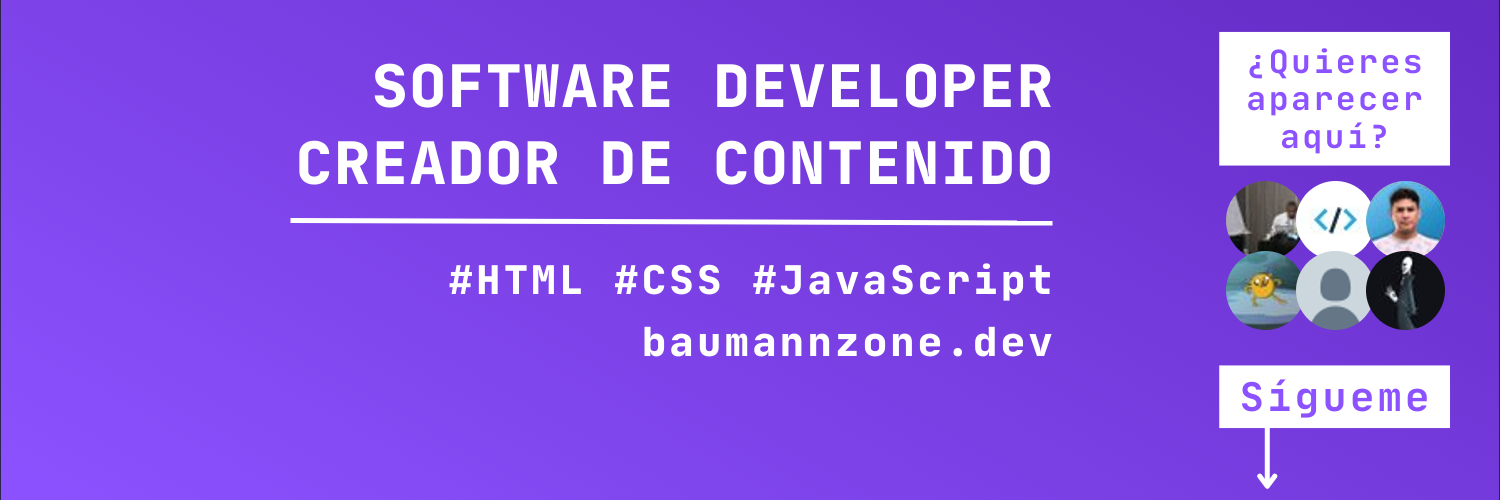 SOFTWARE DEVELOPER
CREADOR DE CONTENIDO
#HTML #CSS #JavaScript
baumannzone.dev
¿Quieres
aparecer
aquí?
</>
Sígueme